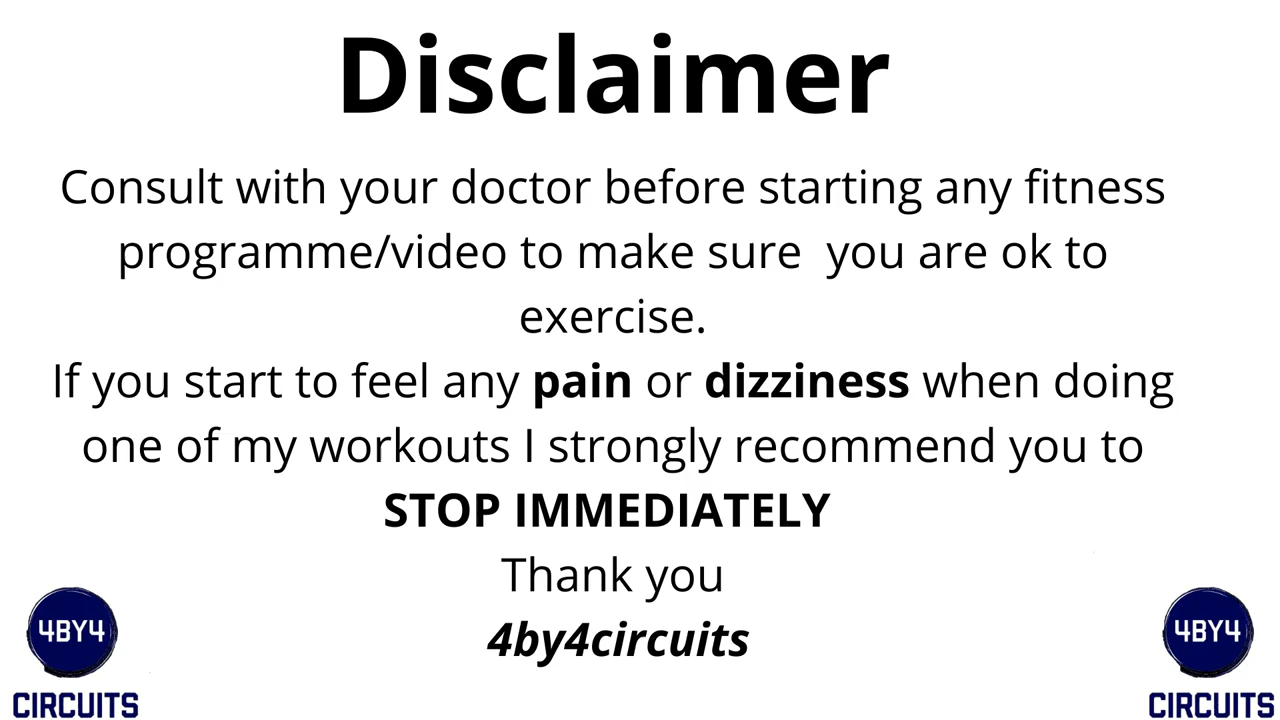 Disclaimer
Consult with your doctor before starting any fitness
programme/video to make sure  you are ok to
exercise.
If you start to feel any pain or dizziness when doing
one of my workouts I strongly recommend you to
STOP IMMEDIATELY
Thank you
4by4circuits
4BY4
CIRCUITS
4BY4
CIRCUITS